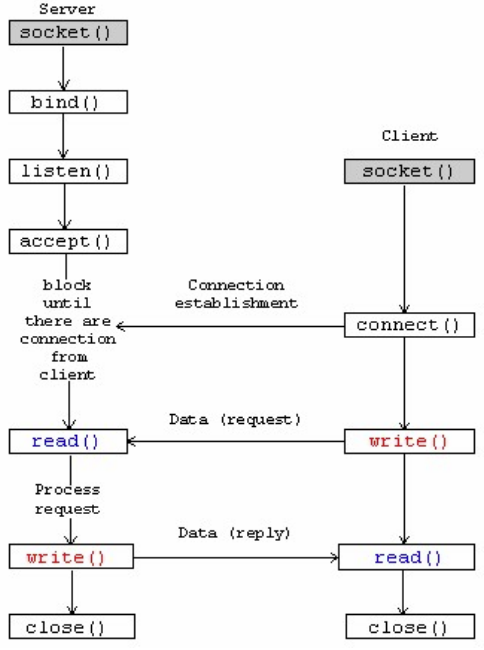 Server
socket()
bind()
listen()
accept()
block
until
there are
connection
from
client
read()
Process
request
write()
close()
Connection
establishment
Data (request)
Data (reply)
Client
socket()
connect()
write()
read()
close()